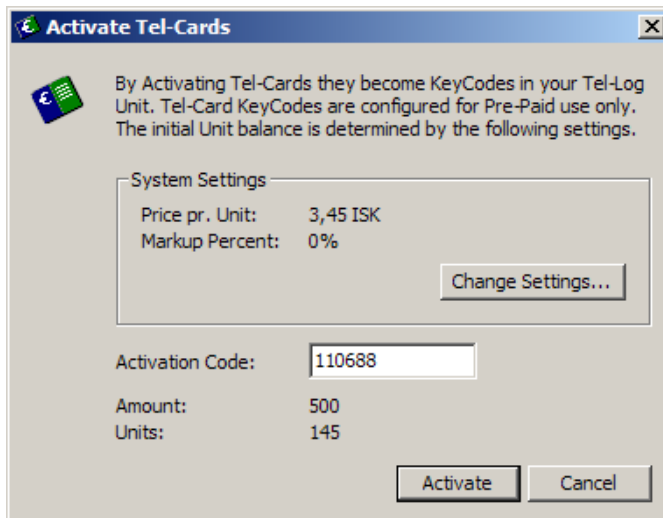 Activate Tel-Cards
By Activating Tel-Cards they become KeyCodes in your Tel-Log
Unit. Tel-Card KeyCodes are configured for Pre-Paid use only.
The initial Unit balance is determined by the following settings.
System Settings
Price pr. Unit: 3,45 ISK
Markup Percent: 0%
Change Settings...
Activation Code: 110688
Amount: 500
Units: 145
Activate Cancel